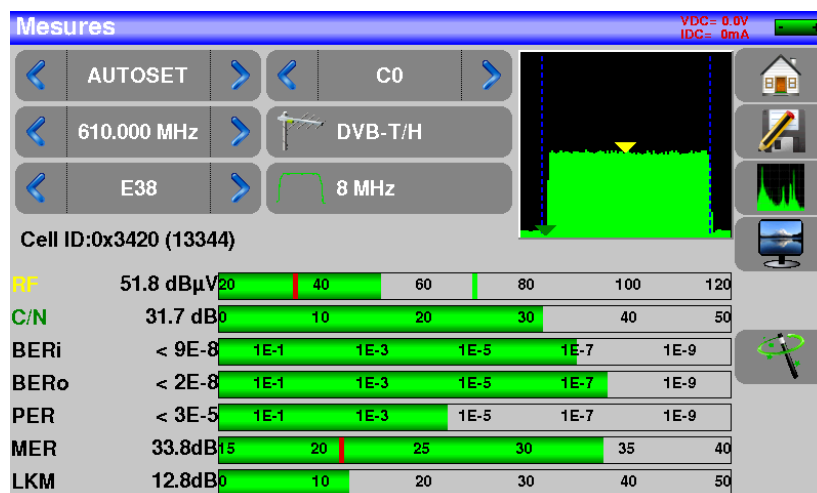 Mesures
VDC= 0.0V
IDC= 0mA
AUTOSET
C0
610.000 MHz
DVB-T/H
E38
8 MHz
Cell ID:0x3420 (13344)
RF 51.8 dBµV 20 40 60 80 100 120
C/N 31.7 dB 0 10 20 30 40 50
BERi < 9E-8 1E-1 1E-3 1E-5 1E-7 1E-9
BERo < 2E-8 1E-1 1E-3 1E-5 1E-7 1E-9
PER < 3E-5 1E-1 1E-3 1E-5 1E-7 1E-9
MER 33.8dB 15 20 25 30 35 40
LKM 12.8dB 0 10 20 30 40 50